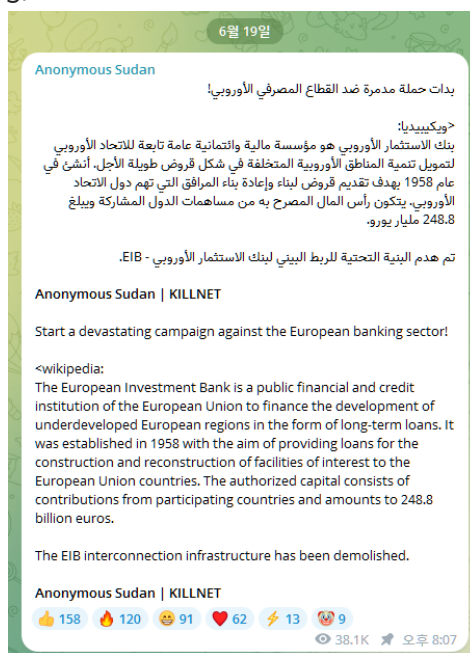 6월 19일
Anonymous Sudan
بدات حملة مدمرة ضد القطاع المصرفي الأوروبي!
<ويكيبيديا:
بنك الاستثمار الأوروبي هو مؤسسة مالية وائتمانية عامة تابعة للاتحاد الأوروبي
لتمويل تنمية المناطق الأوروبية المتخلفة في شكل قروض طويلة الأجل. أنشئ في
عام 1958 بهدف تقديم قروض لبناء وإعادة بناء المرافق التي تهم دول الاتحاد
الأوروبي. يتكون رأس المال المصرح به من مساهمات الدول المشاركة ويبلغ
248.8 مليار يورو.
تم هدم البنية التحتية للربط البيني لبنك الاستثمار الأوروبي - EIB.
Anonymous Sudan | KILLNET
Start a devastating campaign against the European banking sector!
<wikipedia:
The European Investment Bank is a public financial and credit
institution of the European Union to finance the development of
underdeveloped European regions in the form of long-term loans. It
was established in 1958 with the aim of providing loans for the
construction and reconstruction of facilities of interest to the
European Union countries. The authorized capital consists of
contributions from participating countries and amounts to 248.8
billion euros.
The EIB interconnection infrastructure has been demolished.
Anonymous Sudan | KILLNET
158 120 91 62 13 9
38.1K 오후 8:07